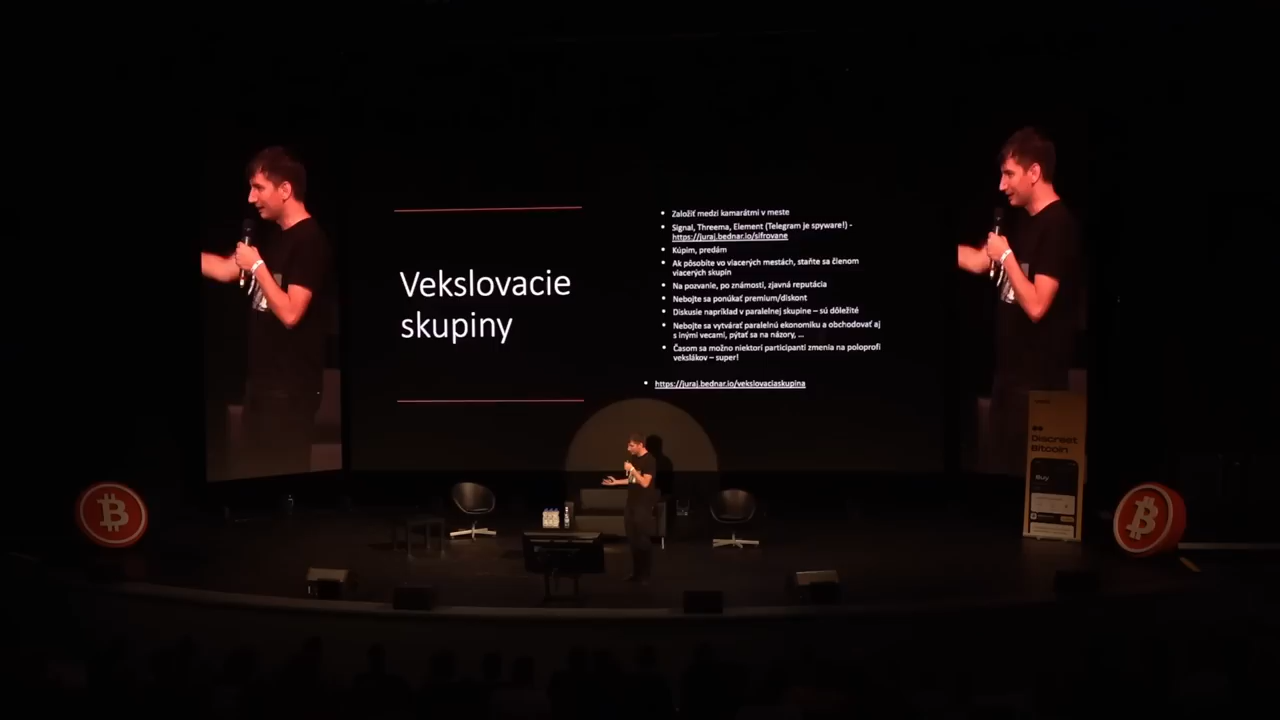 Vekslovacie
skupiny
Založiť medzi kamarátmi v meste
Signal, Threema, Element (Telegram je spyware!) -
https://juraj.bednar.io/sifrovane
Kúpim, predám
Ak pôsobíte vo viacerých mestách, staňte sa členom
viacerých skupín
Na pozvanie, po známosti, zjavná reputácia
Nebojte sa ponúkať premium/diskont
Diskusie napríklad v paralelnej skupine – sú dôležité
Nebojte sa vytvárať paralelnú ekonomiku a obchodovať aj
s inými vecami, pýtať sa na názory, ...
Časom sa možno niektorí participanti zmenia na poloprofi
vekslákov – super!
https://juraj.bednar.io/vekslovaciaskupina
Discreet
Bitcoin
Buy